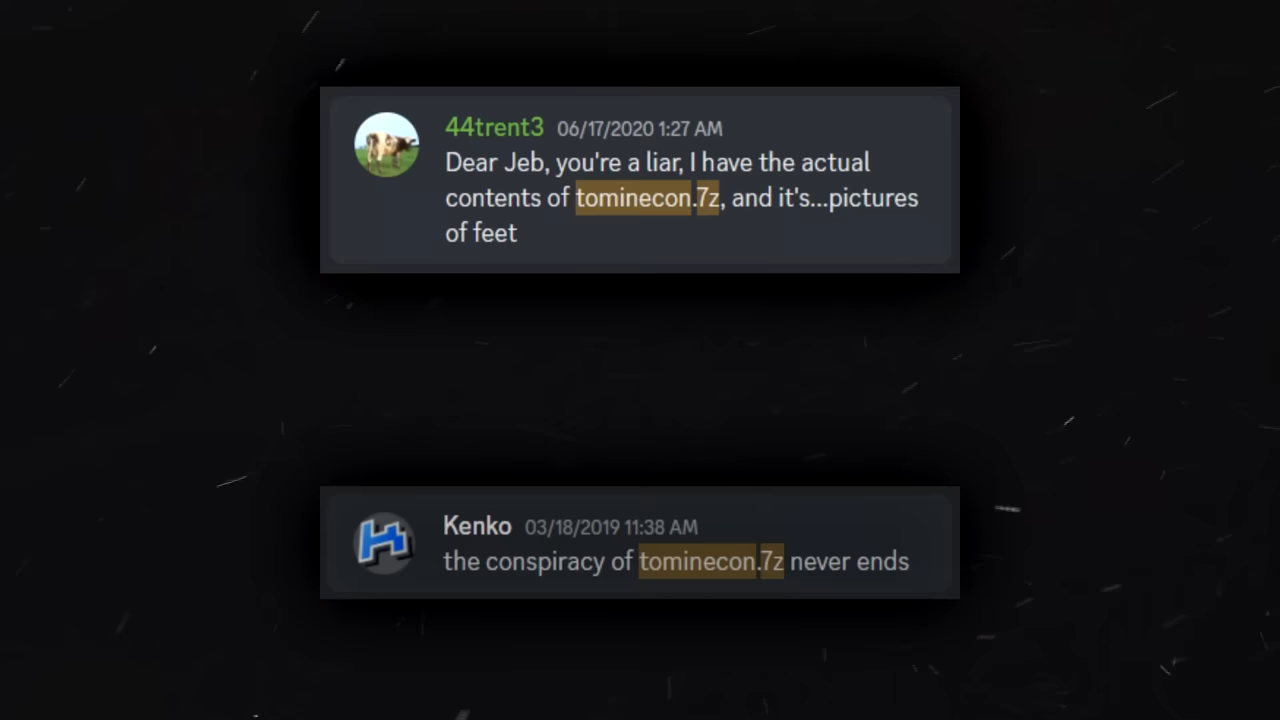 44trent3 06/17/2020 1:27 AM
Dear Jeb, you're a liar, I have the actual
contents of tominecon.7z, and it's...pictures
of feet
Kenko 03/18/2019 11:38 AM
the conspiracy of tominecon.7z never ends